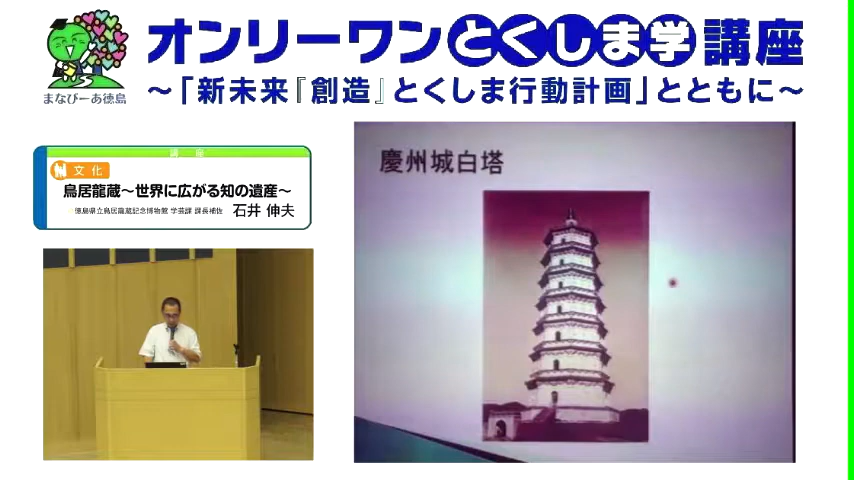 オンリーワンとくしま学講座
～「新未来『創造』とくしま行動計画」とともに～
まなびーあ徳島
講 座
文化
鳥居龍蔵～世界に広がる知の遺産～
徳島県立鳥居龍蔵記念博物館 学芸課 課長補佐 石井 伸夫
慶州城白塔